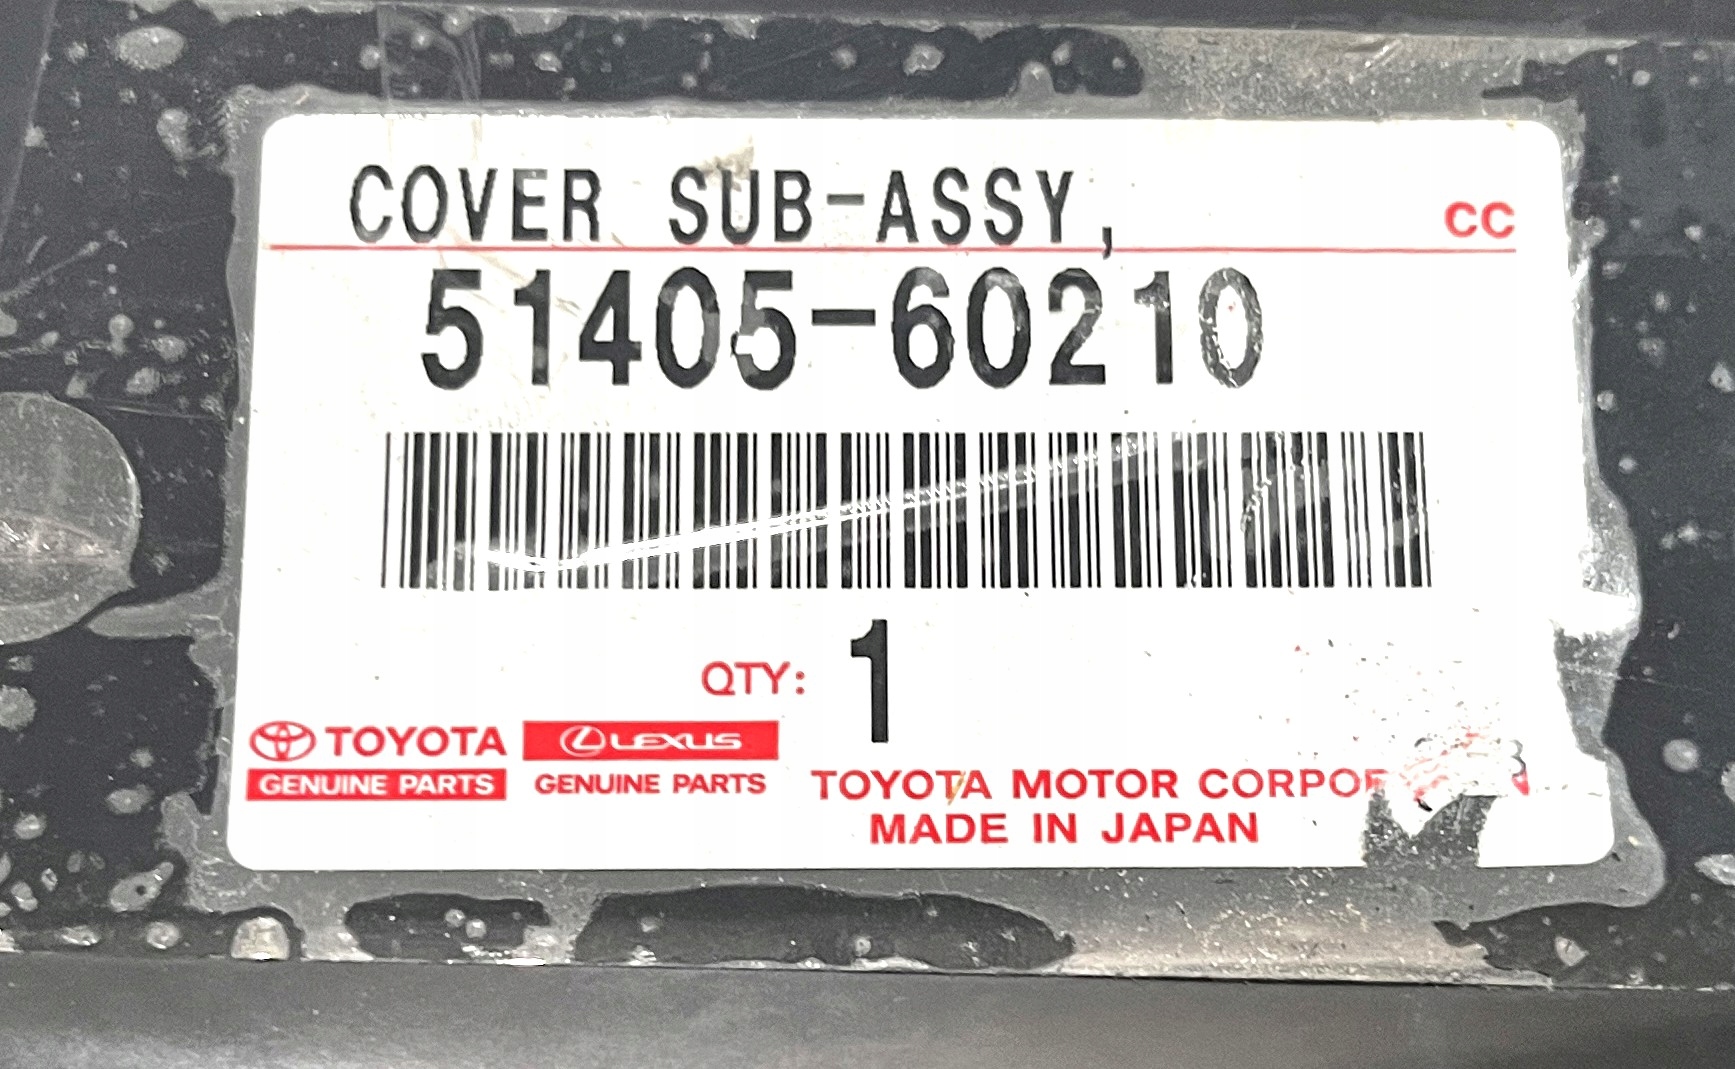 COVER SUB-ASSY,
CC
51405-60210
QTY: 1
TOYOTA
GENUINE PARTS
LEXUS
GENUINE PARTS
TOYOTA MOTOR
MADE IN JAPAN